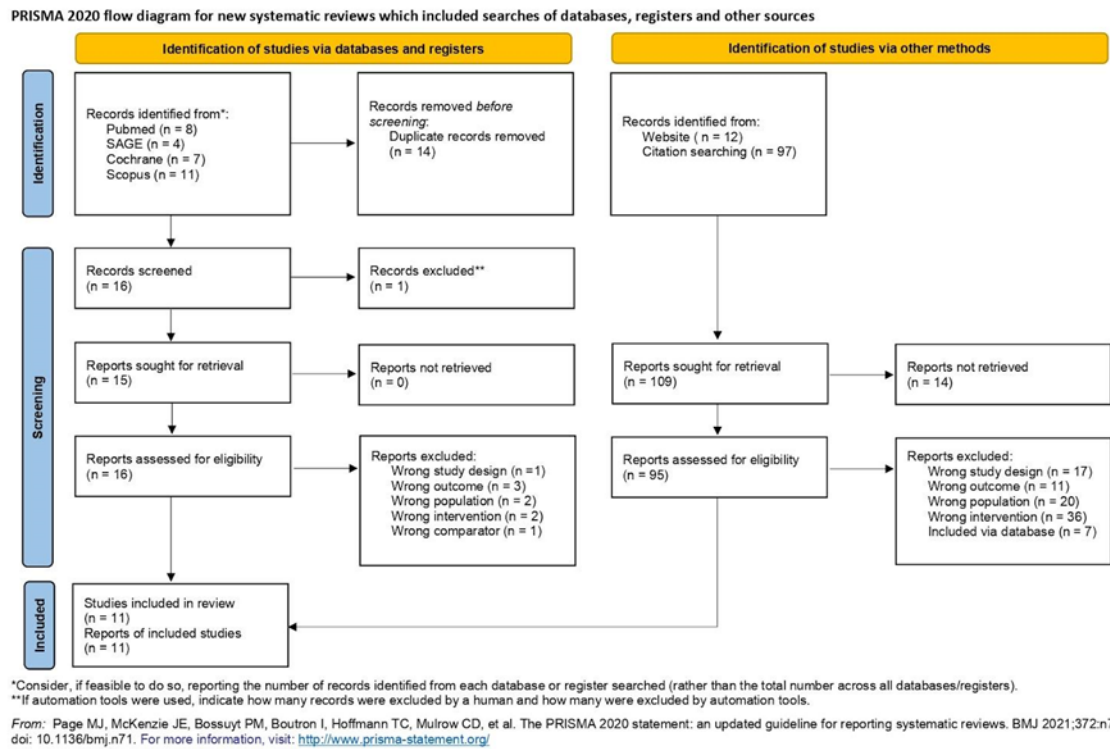 PRISMA 2020 flow diagram for new systematic reviews which included searches of databases, registers and other sources
Identification of studies via databases and registers
Identification of studies via other methods
Identification
Records identified from*:
Pubmed (n = 8)
SAGE (n = 4)
Cochrane (n = 7)
Scopus (n = 11)
Records removed before
screening:
Duplicate records removed
(n = 14)
Records identified from:
Website ( n = 12)
Citation searching (n = 97)
Screening
Records screened
(n = 16)
Records excluded**
(n = 1)
Reports sought for retrieval
(n = 15)
Reports not retrieved
(n = 0)
Reports sought for retrieval
(n = 109)
Reports not retrieved
(n = 14)
Reports assessed for eligibility
(n = 16)
Reports excluded:
Wrong study design (n =1)
Wrong outcome (n = 3)
Wrong population (n = 2)
Wrong intervention (n = 2)
Wrong comparator (n = 1)
Reports assessed for eligibility
(n = 95)
Reports excluded:
Wrong study design (n = 17)
Wrong outcome (n = 11)
Wrong population (n = 20)
Wrong intervention (n = 36)
Included via database (n = 7)
Included
Studies included in review
(n = 11)
Reports of included studies
(n = 11)
*Consider, if feasible to do so, reporting the number of records identified from each database or register searched (rather than the total number across all databases/registers).
**If automation tools were used, indicate how many records were excluded by a human and how many were excluded by automation tools.
From: Page MJ, McKenzie JE, Bossuyt PM, Boutron I, Hoffmann TC, Mulrow CD, et al. The PRISMA 2020 statement: an updated guideline for reporting systematic reviews. BMJ 2021;372:n7
doi: 10.1136/bmj.n71. For more information, visit: http://www.prisma-statement.org/